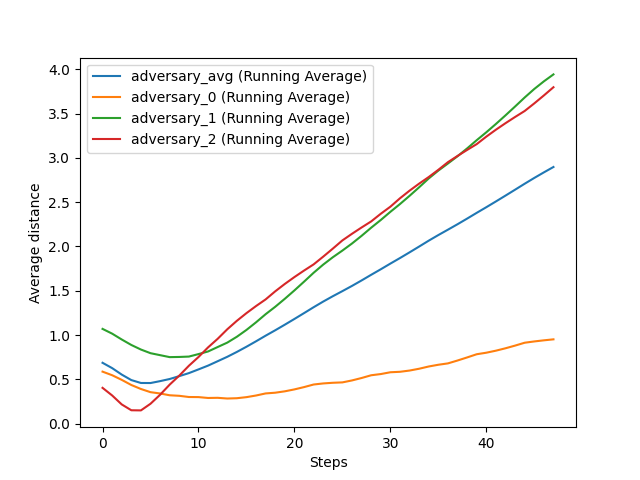 adversary_avg (Running Average)
adversary_0 (Running Average)
adversary_1 (Running Average)
adversary_2 (Running Average)
Average distance
4.0
3.5
3.0
2.5
2.0
1.5
1.0
0.5
0.0
0 10 20 30 40
Steps